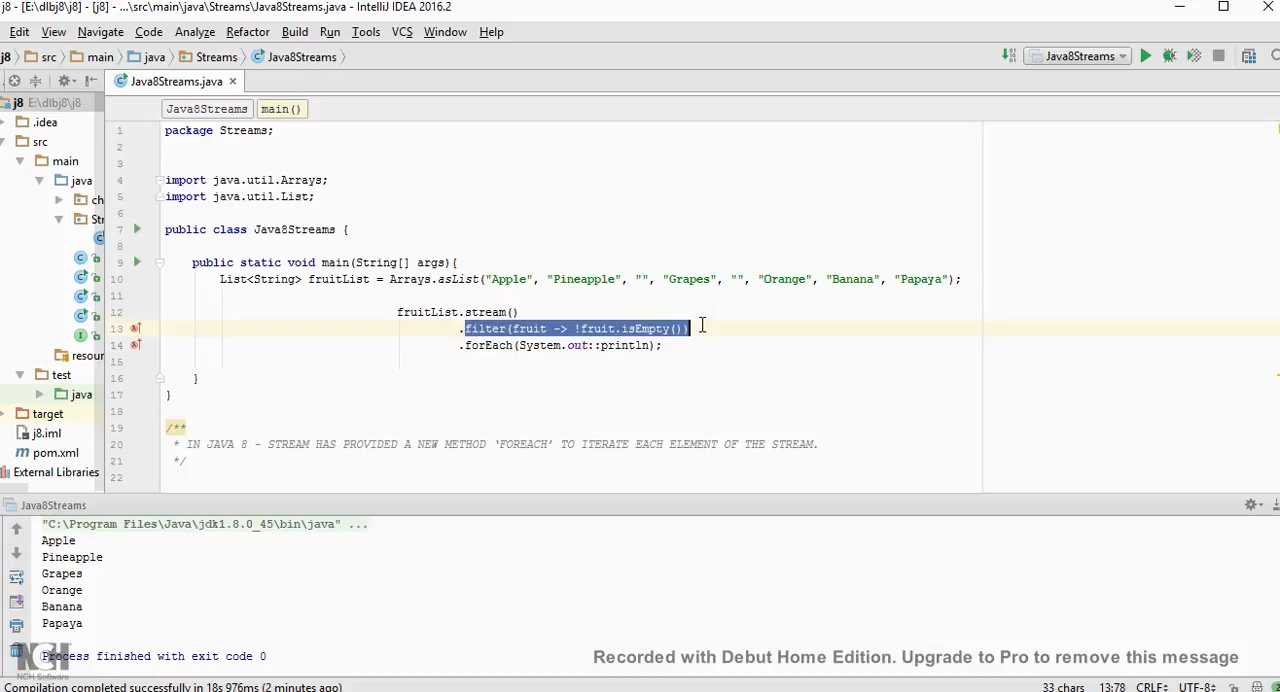 j8 - [E:\dlbj8\j8] - [j8] - ...\src\main\java\Streams\Java8Streams.java - IntelliJ IDEA 2016.2
Edit View Navigate Code Analyze Refactor Build Run Tools VCS Window Help
j8 src main java Streams Java8Streams Java8Streams
Java8Streams.java
j8 E:\dlbj8\j8
.idea
src
main
java
ch
Str
resour
test
java
target
j8.iml
pom.xml
External Libraries
Java8Streams main()
1 package Streams;
2
3
4 import java.util.Arrays;
5 import java.util.List;
6
7 public class Java8Streams {
8
9 public static void main(String[] args){
10 List<String> fruitList = Arrays.asList("Apple", "Pineapple", "", "Grapes", "", "Orange", "Banana", "Papaya");
11
12 fruitList.stream()
13 .filter(fruit -> !fruit.isEmpty())
14 .forEach(System.out::println);
15
16 }
17 }
18
19 /**
20 * IN JAVA 8 - STREAM HAS PROVIDED A NEW METHOD 'FOREACH' TO ITERATE EACH ELEMENT OF THE STREAM.
21 */
22
Java8Streams
"C:\Program Files\Java\jdk1.8.0_45\bin\java" ...
Apple
Pineapple
Grapes
Orange
Banana
Papaya
Process finished with exit code 0
NCH
NCH Software
Recorded with Debut Home Edition. Upgrade to Pro to remove this message
Compilation completed successfully in 18s 976ms (2 minutes ago) 33 chars 13:78 CRLF UTF-8